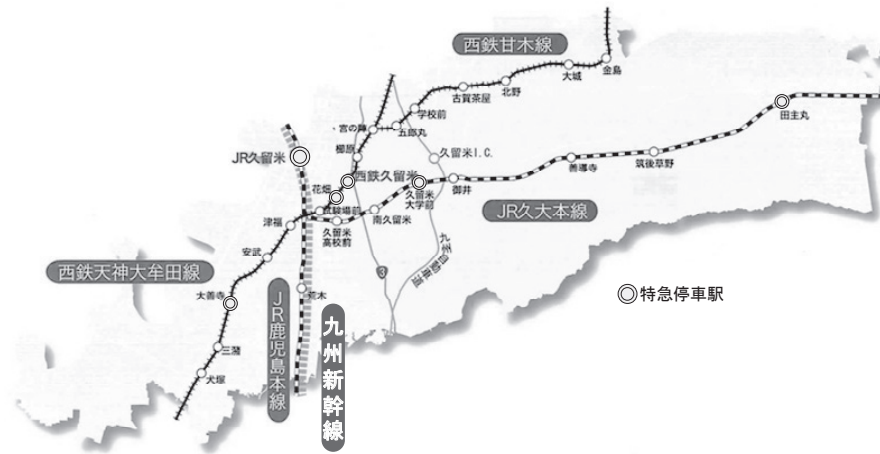 西鉄甘木線
金島
大城
北野
古賀茶屋
学校前
五郎丸
宮の陣
櫛原
久留米I.C.
田主丸
筑後草野
善導寺
御井
JR久留米
西鉄久留米
花畑
試験場前
久留米
大学前
南久留米
久留米
高校前
JR久大本線
津福
安武
西鉄天神大牟田線
大善寺
三潴
犬塚
荒木
JR鹿児島本線
九州新幹線
九州自動車道
3
◎特急停車駅